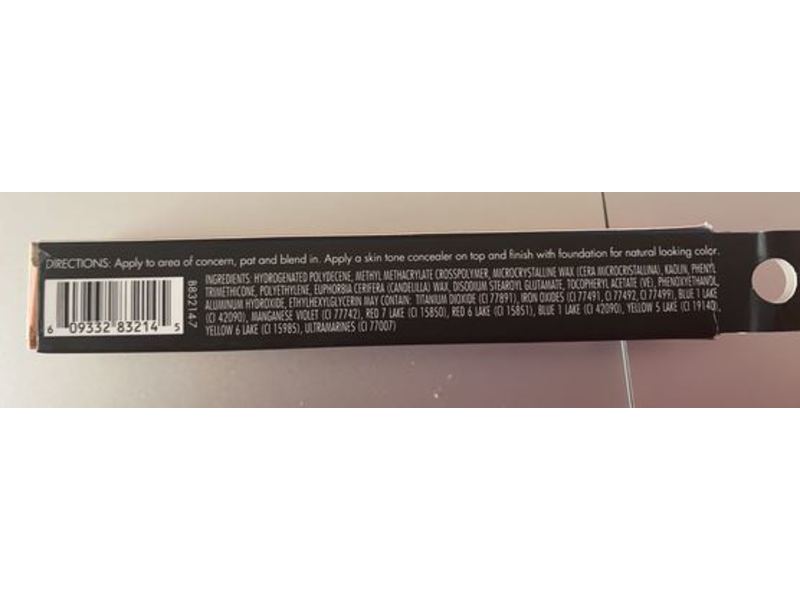 DIRECTIONS: Apply to area of concern, pat and blend in. Apply a skin tone concealer on top and finish with foundation for natural looking color.
INGREDIENTS: HYDROGENATED POLYDECENE, METHYL METHACRYLATE CROSSPOLYMER, MICROCRYSTALLINE WAX (CERA MICROCRISTALLINA), KAOLIN, PHENYL
TRIMETHICONE, POLYETHYLENE, EUPHORBIA CERIFERA (CANDELILLA) WAX, DISODIUM STEAROYL GLUTAMATE, TOCOPHERYL ACETATE (VE), PHENOXYETHANOL,
ALUMINUM HYDROXIDE, ETHYLHEXYLGLYCERIN MAY CONTAIN: TITANIUM DIOXIDE (CI 77891), IRON OXIDES (CI 77491, CI 77492, CI 77499), BLUE 1 LAKE
(CI 42090), MANGANESE VIOLET (CI 77742), RED 7 LAKE (CI 15850), RED 6 LAKE (CI 15851), BLUE 1 LAKE (CI 42090), YELLOW 5 LAKE (CI 19140),
YELLOW 6 LAKE (CI 15985), ULTRAMARINES (CI 77007)
6 09332 83214 5
8832147